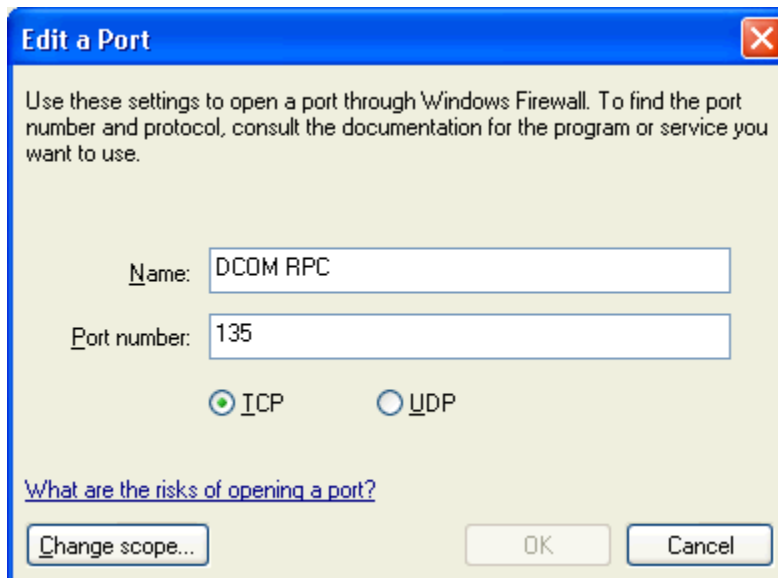 Edit a Port
Use these settings to open a port through Windows Firewall. To find the port
number and protocol, consult the documentation for the program or service you
want to use.
Name: DCOM RPC
Port number: 135
TCP UDP
What are the risks of opening a port?
Change scope... OK Cancel